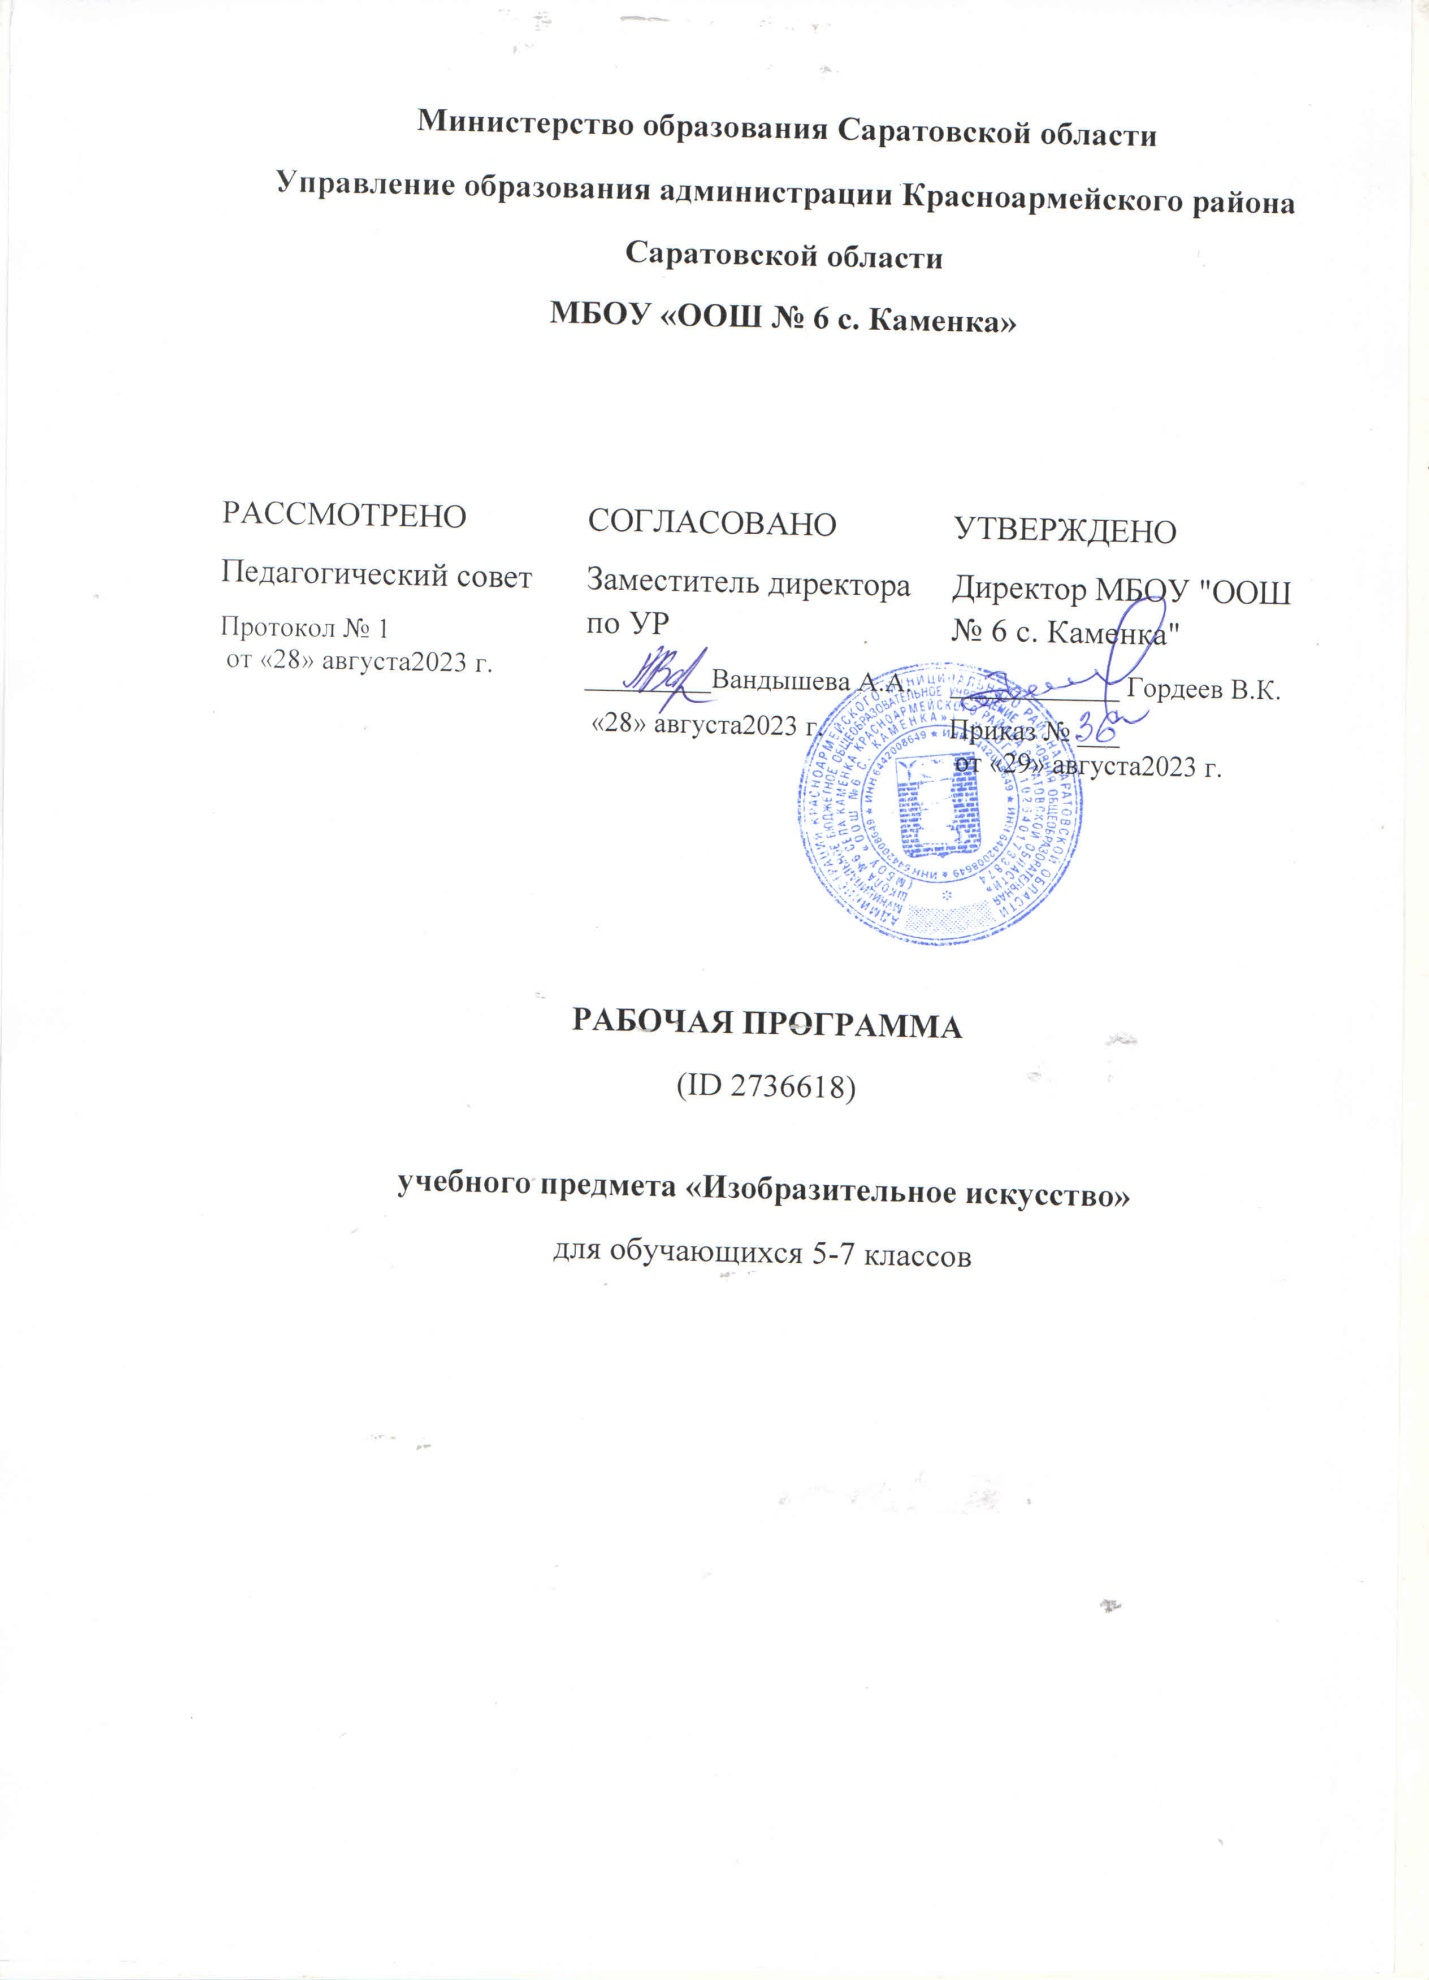 Министерство образования Саратовской области
Управление образования администрации Красноармейского района
Саратовской области
МБОУ «ООШ № 6 с. Каменка»
РАССМОТРЕНО
Педагогический совет
Протокол № 1
от «28» августа2023 г.
СОГЛАСОВАНО
Заместитель директора
по УР
Вандышева А.А.
«28» августа2023 г.
УТВЕРЖДЕНО
Директор МБОУ "ООШ
№ 6 с. Каменка"
Гордеев В.К.
Приказ № 36
от «29» августа2023 г.
РАБОЧАЯ ПРОГРАММА
(ID 2736618)
учебного предмета «Изобразительное искусство»
для обучающихся 5-7 классов